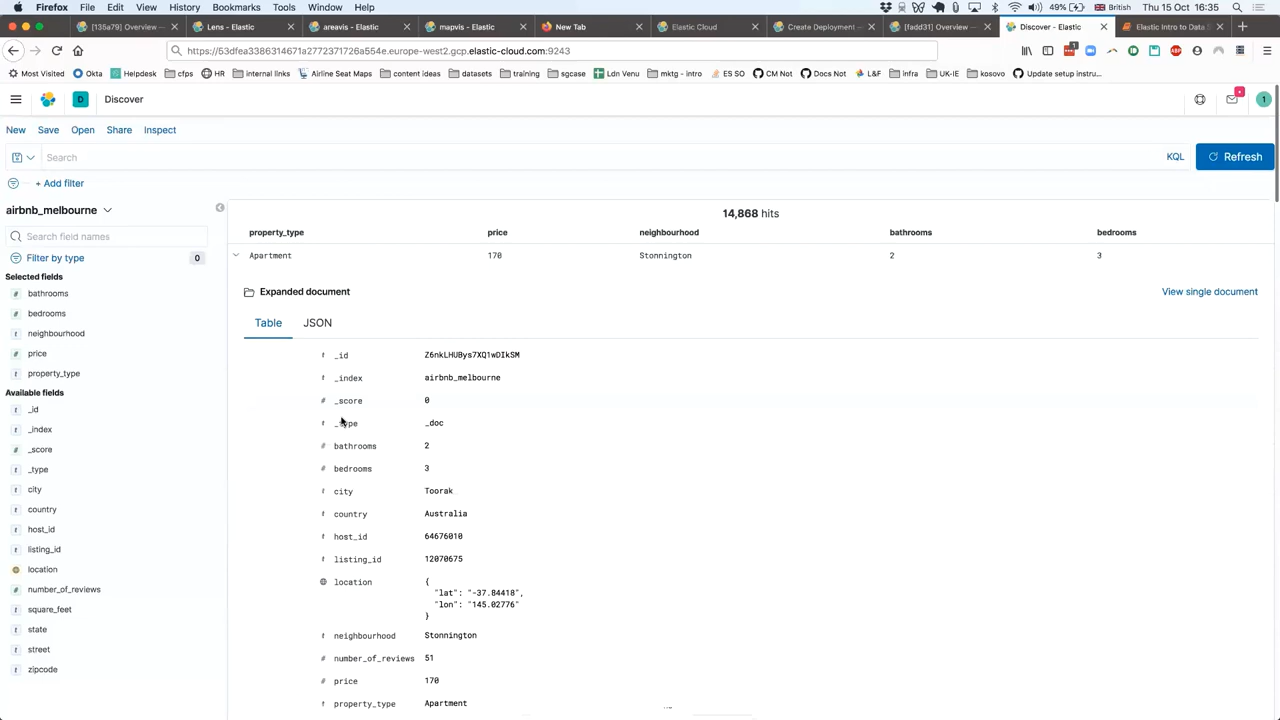 Firefox File Edit View History Bookmarks Tools Window Help 49% British Thu 15 Oct 16:35
[135a79] Overview — Lens - Elastic areavis - Elastic mapvis - Elastic New Tab Elastic Cloud Create Deployment — [fadd31] Overview — Discover - Elastic Elastic Intro to Data S
https://53dfea3386314671a2772371726a554e.europe-west2.gcp.elastic-cloud.com:9243
Most Visited Okta Helpdesk cfps HR internal links Airline Seat Maps content ideas datasets training sgcase Ldn Venu mktg - intro ES SO CM Not Docs Not L&F infra UK-IE kosovo Update setup instru...
D Discover 1
New Save Open Share Inspect
Search KQL Refresh
+ Add filter
airbnb_melbourne
14,868 hits
Search field names
property_type price neighbourhood bathrooms bedrooms
Filter by type 0
Apartment 170 Stonnington 2 3
Selected fields
# bathrooms
# bedrooms
t neighbourhood
# price
t property_type
Available fields
t _id
t _index
# _score
t _type
t city
t country
t host_id
t listing_id
location
# number_of_reviews
t square_feet
t state
t street
t zipcode
Expanded document View single document
Table JSON
t _id Z6nkLHUBys7XQ1wDIkSM
t _index airbnb_melbourne
# _score 0
t _type _doc
# bathrooms 2
# bedrooms 3
t city Toorak
t country Australia
t host_id 64676010
t listing_id 12070675
location {
"lat": "-37.84418",
"lon": "145.02776"
}
t neighbourhood Stonnington
# number_of_reviews 51
# price 170
t property_type Apartment